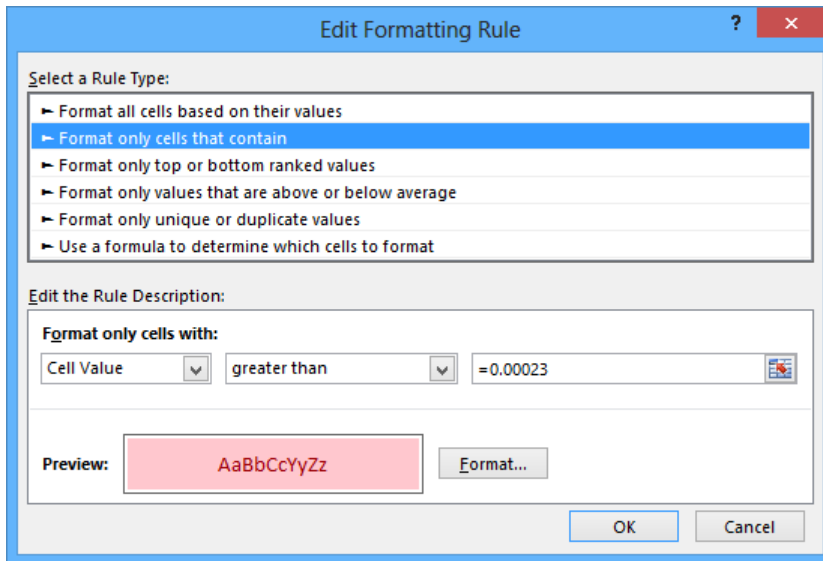 Edit Formatting Rule
? ×
Select a Rule Type:
► Format all cells based on their values
► Format only cells that contain
► Format only top or bottom ranked values
► Format only values that are above or below average
► Format only unique or duplicate values
► Use a formula to determine which cells to format
Edit the Rule Description:
Format only cells with:
Cell Value greater than =0.00023
Preview: AaBbCcYyZz Format...
OK Cancel